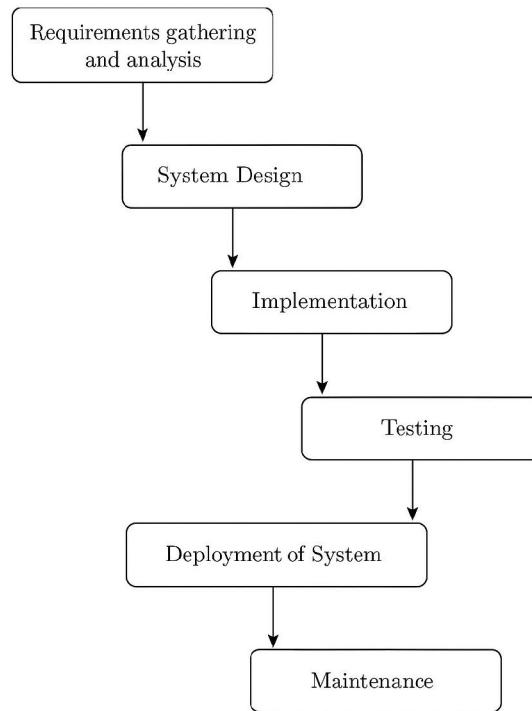 Requirements gathering
and analysis
System Design
Implementation
Testing
Deployment of System
Maintenance